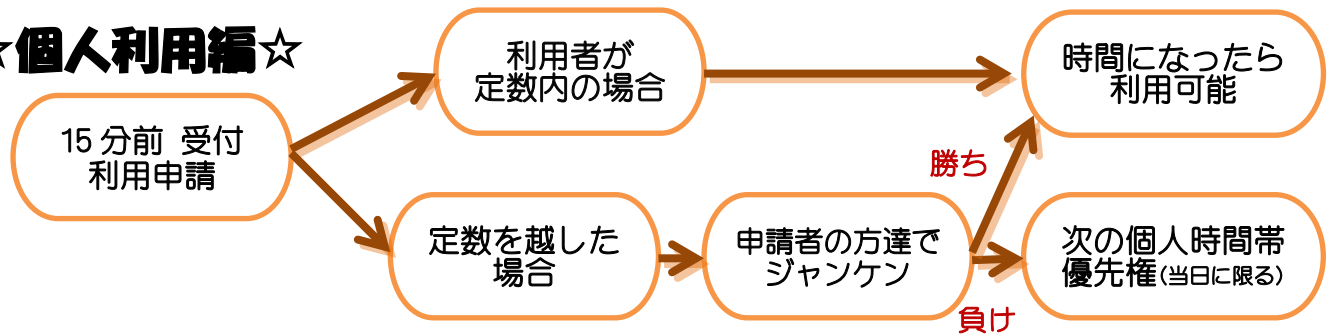 ☆個人利用編☆
15分前 受付
利用申請
利用者が
定数内の場合
時間になったら
利用可能
定数を越した
場合
申請者の方達で
ジャンケン
勝ち
負け
次の個人時間帯
優先権(当日に限る)